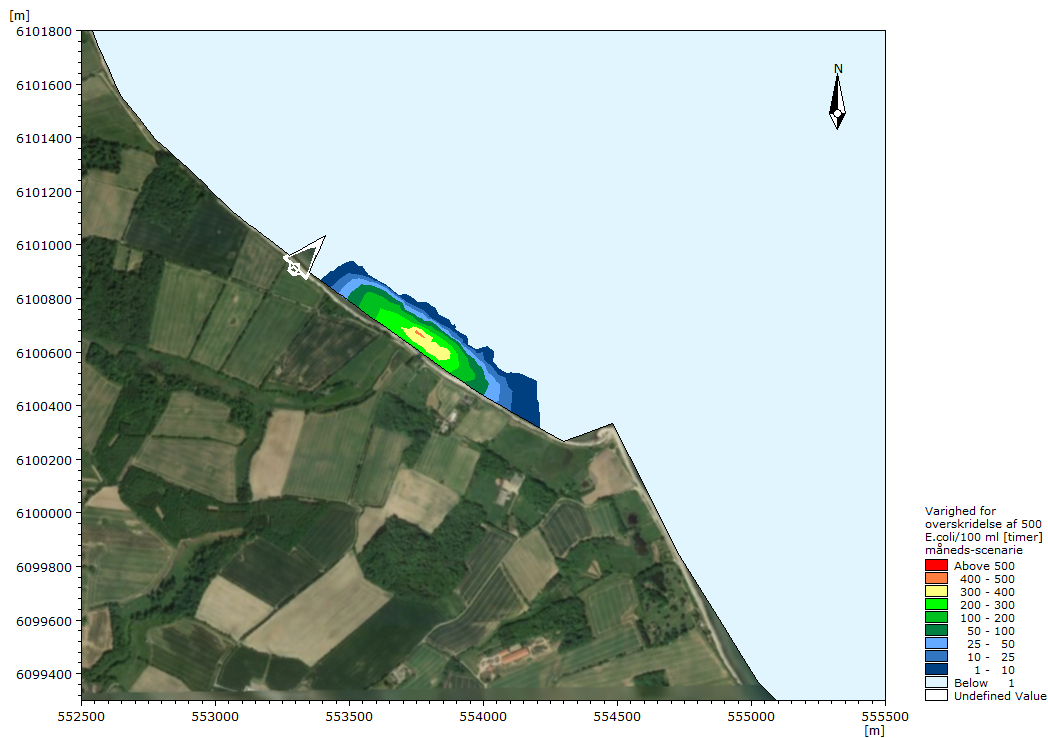 [m]
6101800
6101600
6101400
6101200
6101000
6100800
6100600
6100400
6100200
6100000
6099800
6099600
6099400
552500 553000 553500 554000 554500 555000 555500
[m]
N
Varighed for
overskridelse af 500
E.coli/100 ml [timer]
måneds-scenarie
Above 500
400 - 500
300 - 400
200 - 300
100 - 200
50 - 100
25 - 50
10 - 25
1 - 10
Below 1
Undefined Value